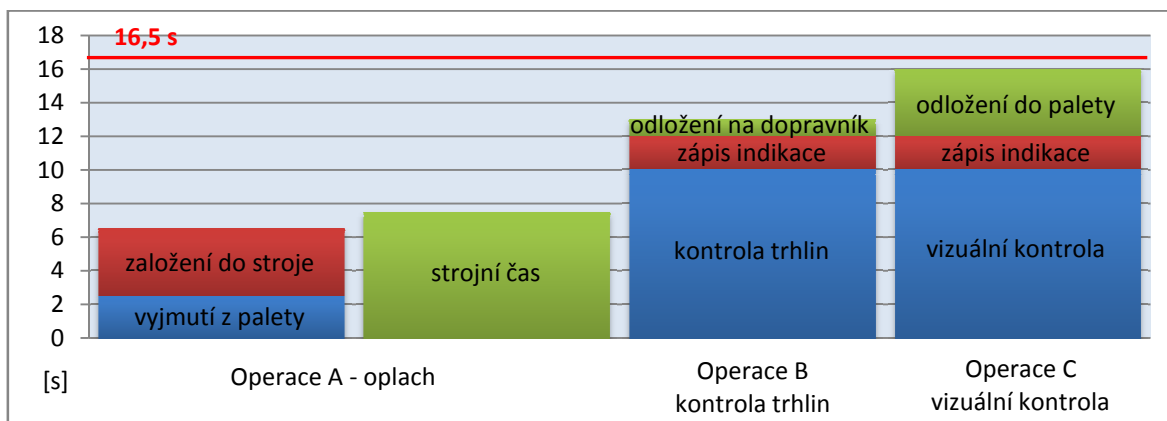 18
16,5 s
16
14
12
10
8
6
4
2
0
[s]
založení do stroje
vyjmutí z palety
strojní čas
odložení na dopravník
zápis indikace
kontrola trhlin
odložení do palety
zápis indikace
vizuální kontrola
Operace A - oplach
Operace B
kontrola trhlin
Operace C
vizuální kontrola